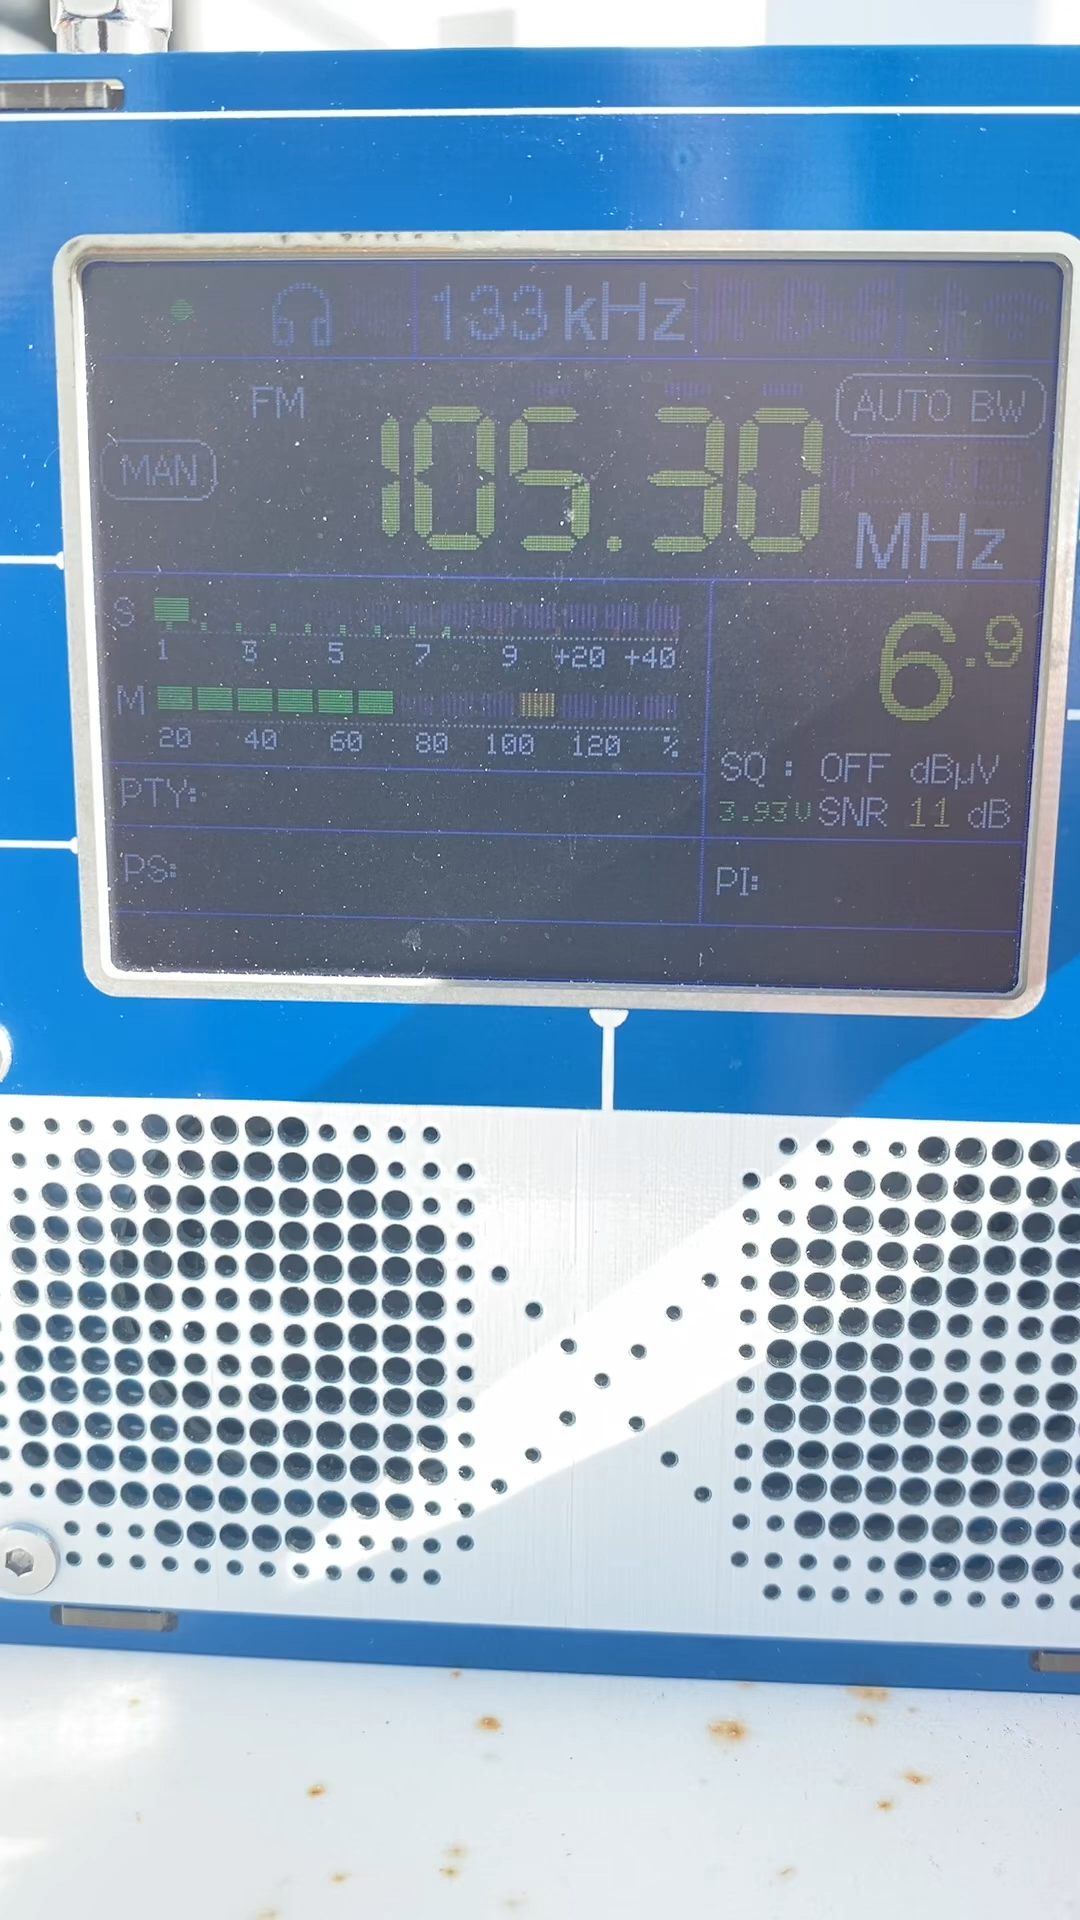 133 kHz
FM
AUTO BW
MAN
105.30
MHz
S
1 3 5 7 9 +20 +40
6.9
M
20 40 60 80 100 120 %
SQ : OFF dBµV
PTY:
3.93V SNR 11 dB
PS:
PI: